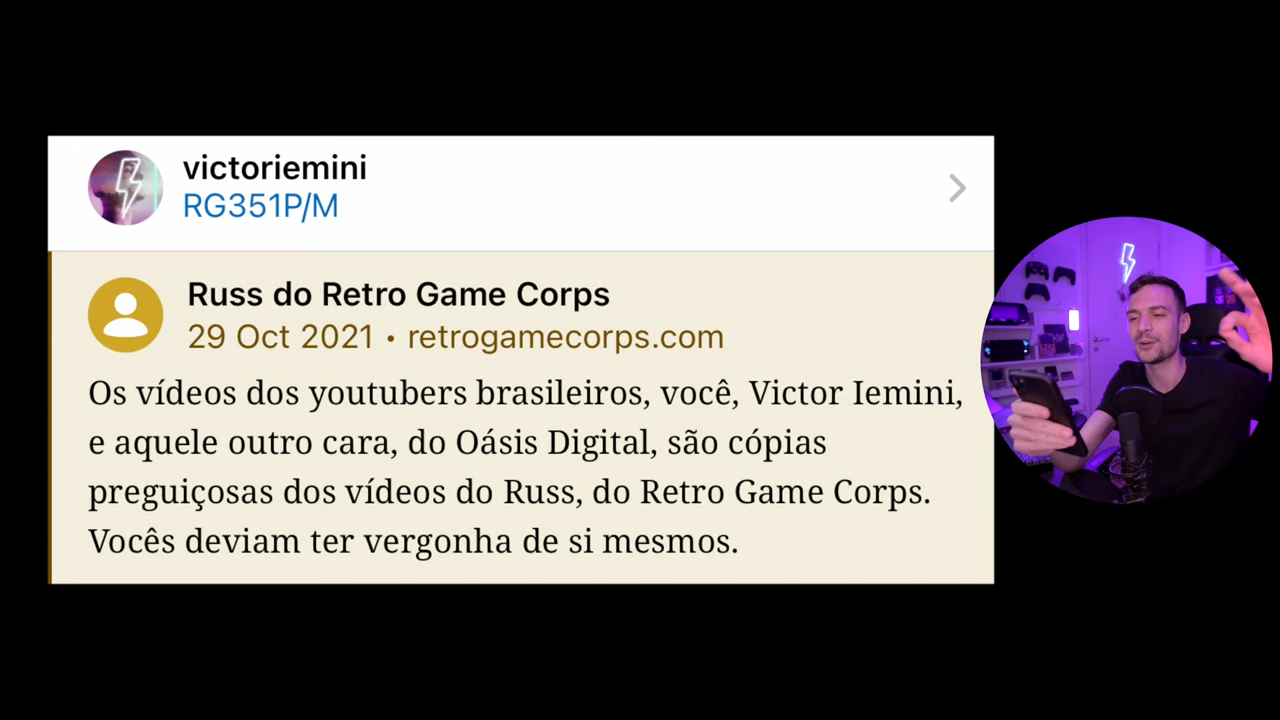 victoriemini
RG351P/M
Russ do Retro Game Corps
29 Oct 2021 • retrogamecorps.com
Os vídeos dos youtubers brasileiros, você, Victor Iemini,
e aquele outro cara, do Oásis Digital, são cópias
preguiçosas dos vídeos do Russ, do Retro Game Corps.
Vocês deviam ter vergonha de si mesmos.